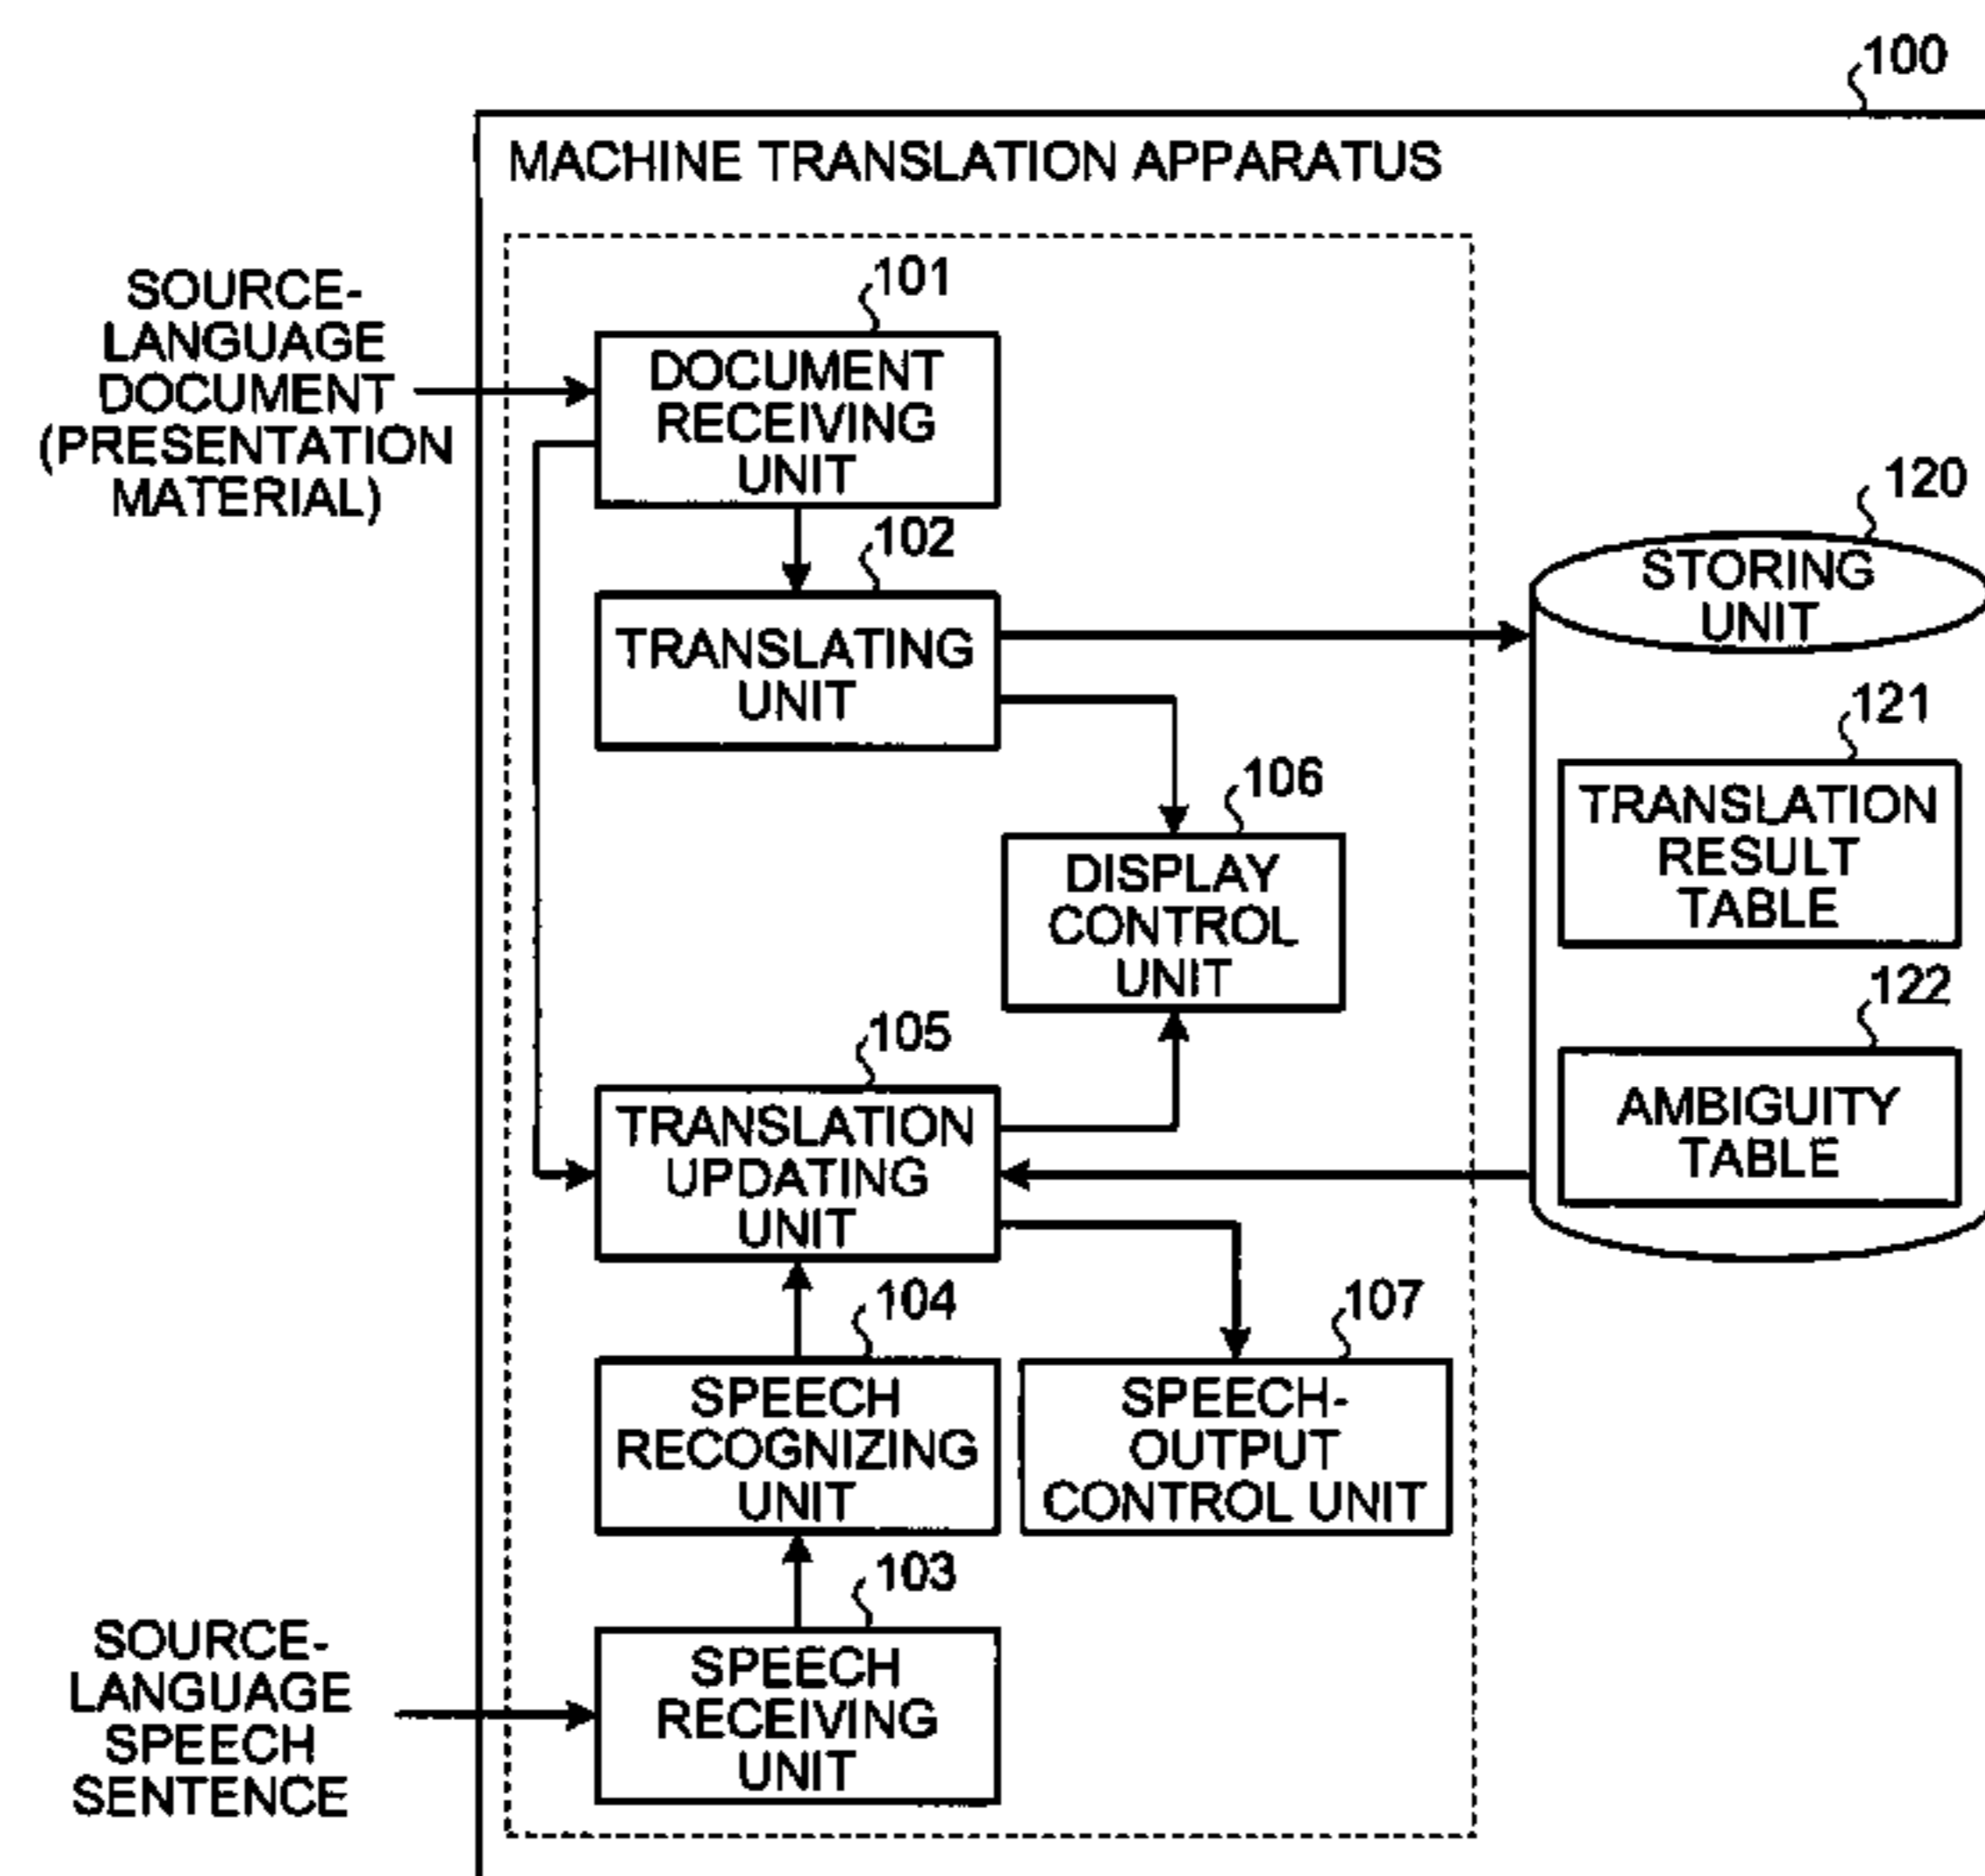 100
MACHINE TRANSLATION APPARATUS
SOURCE-
LANGUAGE
DOCUMENT
(PRESENTATION
MATERIAL)
101
DOCUMENT
RECEIVING
UNIT
102
TRANSLATING
UNIT
120
STORING
UNIT
121
TRANSLATION
RESULT
TABLE
106
DISPLAY
CONTROL
UNIT
122
AMBIGUITY
TABLE
105
TRANSLATION
UPDATING
UNIT
104
SPEECH
RECOGNIZING
UNIT
107
SPEECH-
OUTPUT
CONTROL UNIT
103
SPEECH
RECEIVING
UNIT
SOURCE-
LANGUAGE
SPEECH
SENTENCE